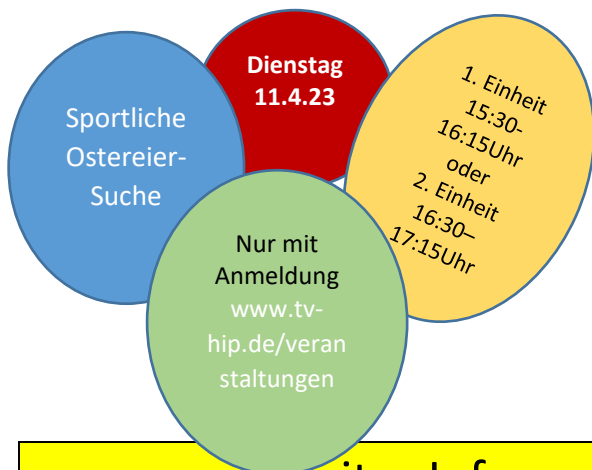 Sportliche
Ostereier-
Suche
Dienstag
11.4.23
1. Einheit
15:30-
16:15Uhr
oder
2. Einheit
16:30–
17:15Uhr
Nur mit
Anmeldung
www.tv-
hip.de/veran
staltungen